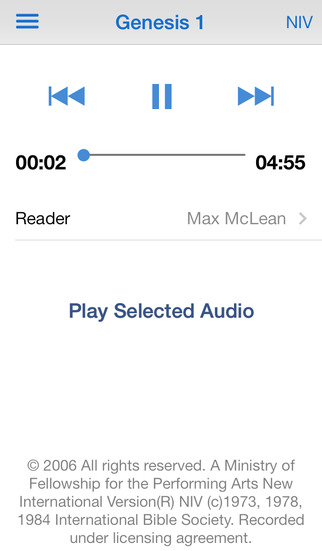 Genesis 1
NIV
00:02
04:55
Reader
Max McLean
Play Selected Audio
© 2006 All rights reserved. A Ministry of
Fellowship for the Performing Arts New
International Version(R) NIV (c)1973, 1978,
1984 International Bible Society. Recorded
under licensing agreement.